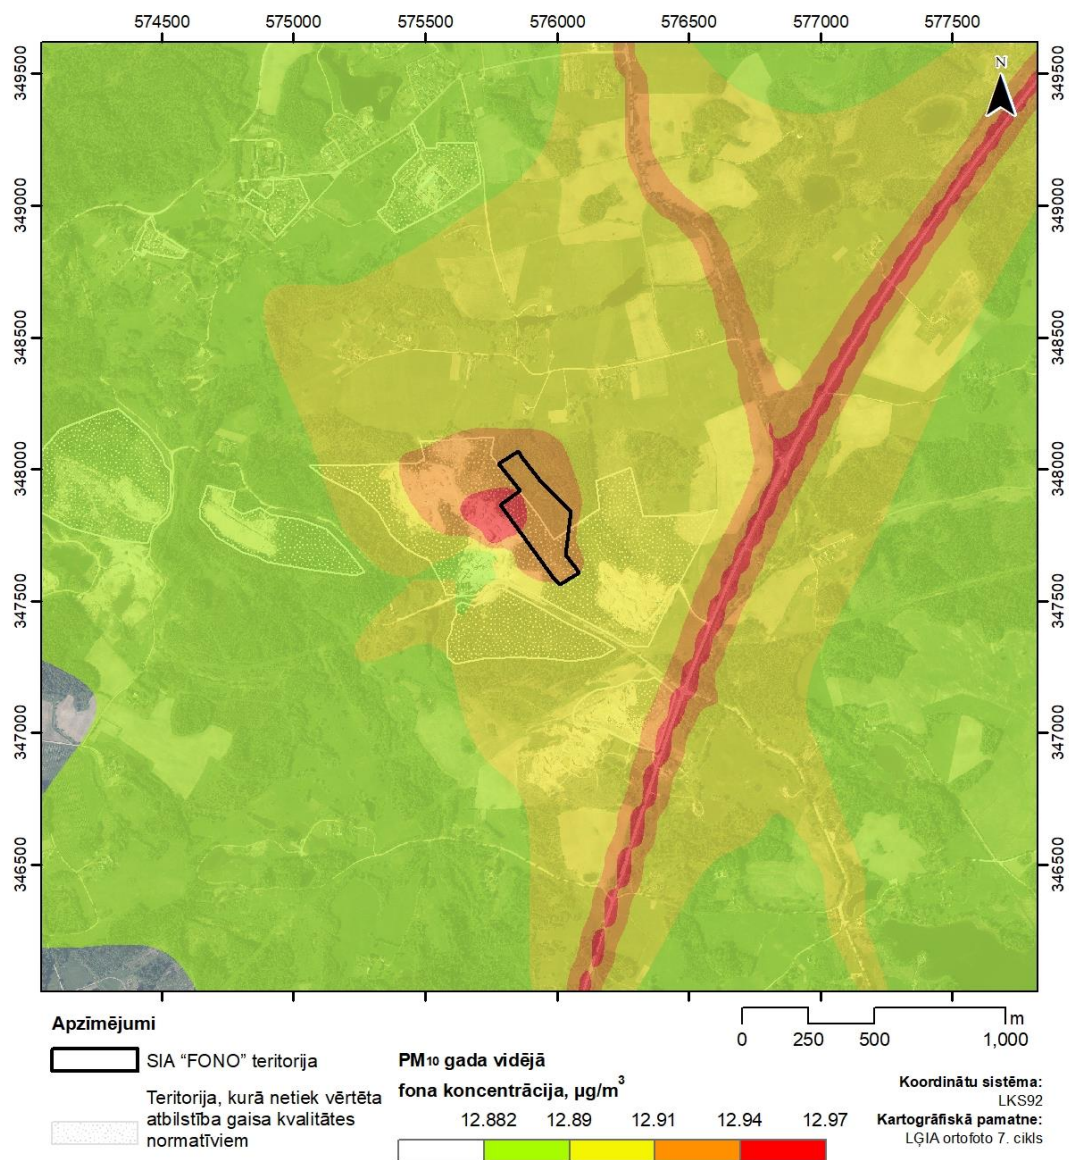 574500 575000 575500 576000 576500 577000 577500
349500
349000
348500
348000
347500
347000
346500
349500
349000
348500
348000
347500
347000
346500
N
Apzīmējumi
SIA “FONO” teritorija
Teritorija, kurā netiek vērtēta
atbilstība gaisa kvalitātes
normatīviem
PM10 gada vidējā
fona koncentrācija, µg/m³
12.882 12.89 12.91 12.94 12.97
m
0 250 500 1,000
Koordinātu sistēma:
LKS92
Kartogrāfiskā pamatne:
LĢIA ortofoto 7. cikls